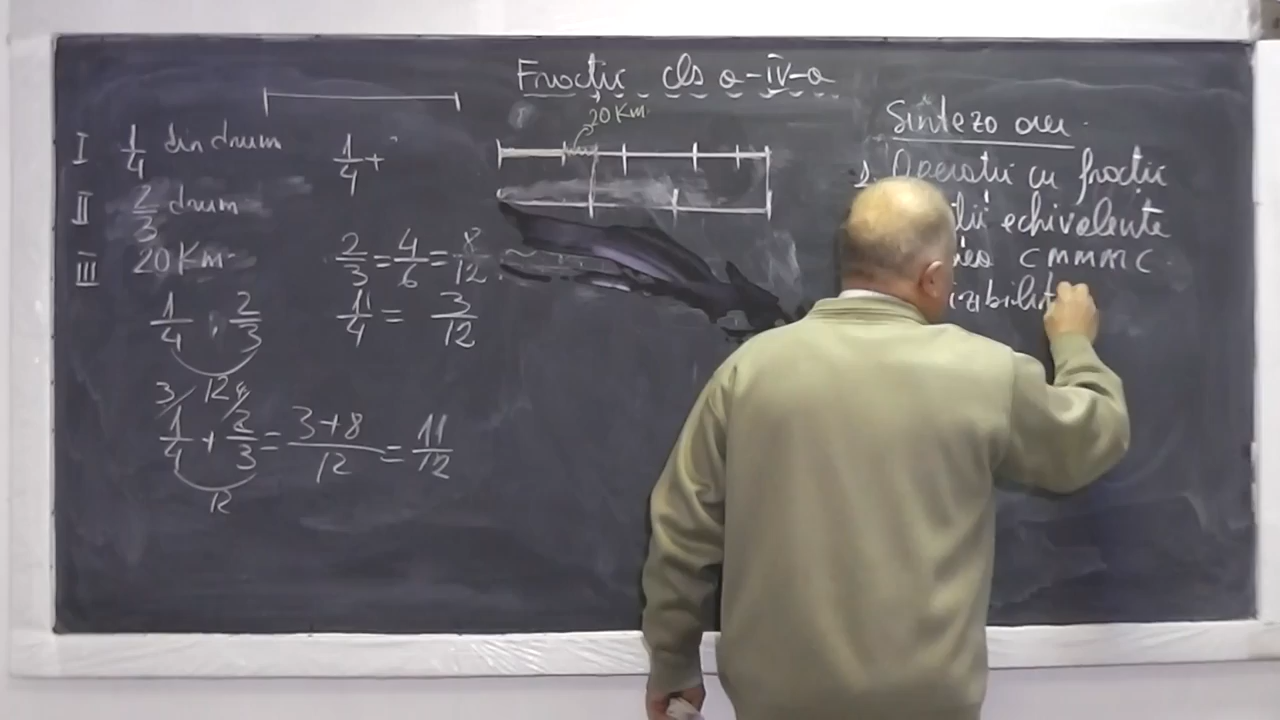 Fractii cls a-IV-a
20 Km.
I 1/4 din drum
II 2/3 drum
III 20 Km.
1/4 , 2/3
3/ 12 4/
1/4 + 2/3 = 3+8/12 = 11/12
12
1/4 +
2/3 = 4/6 = 8/12
1/4 = 3/12
Sinteza
1. Operatii cu fractii
echivalente
CMMMC